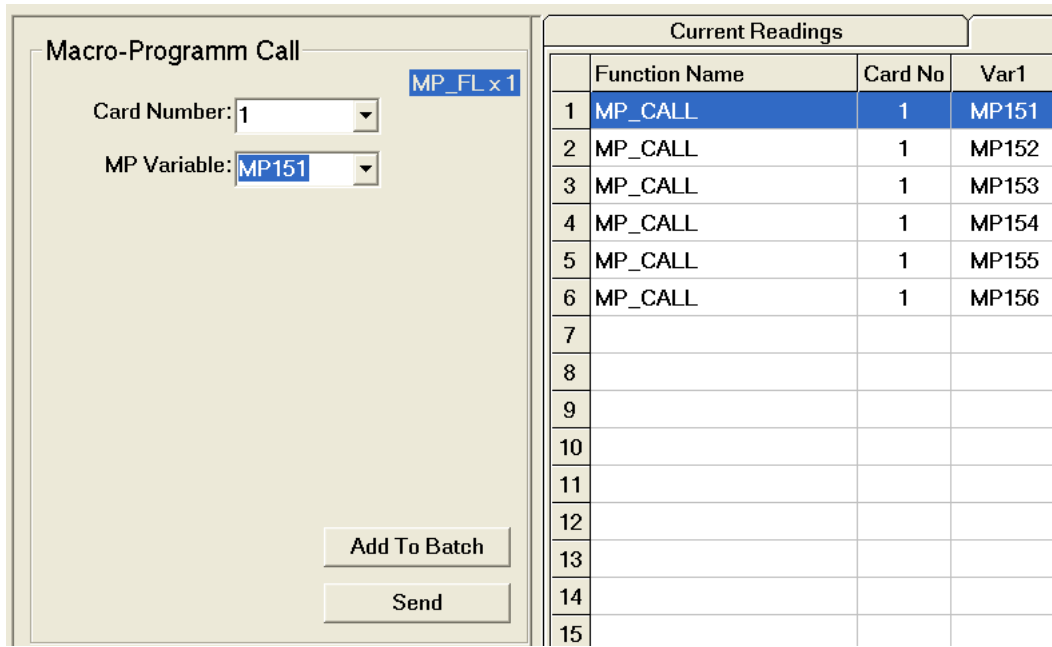 Macro-Programm Call
MP_FL x 1
Card Number: 1
MP Variable: MP151
Add To Batch
Send
Current Readings
Function Name Card No Var1
1 MP_CALL 1 MP151
2 MP_CALL 1 MP152
3 MP_CALL 1 MP153
4 MP_CALL 1 MP154
5 MP_CALL 1 MP155
6 MP_CALL 1 MP156
7
8
9
10
11
12
13
14
15